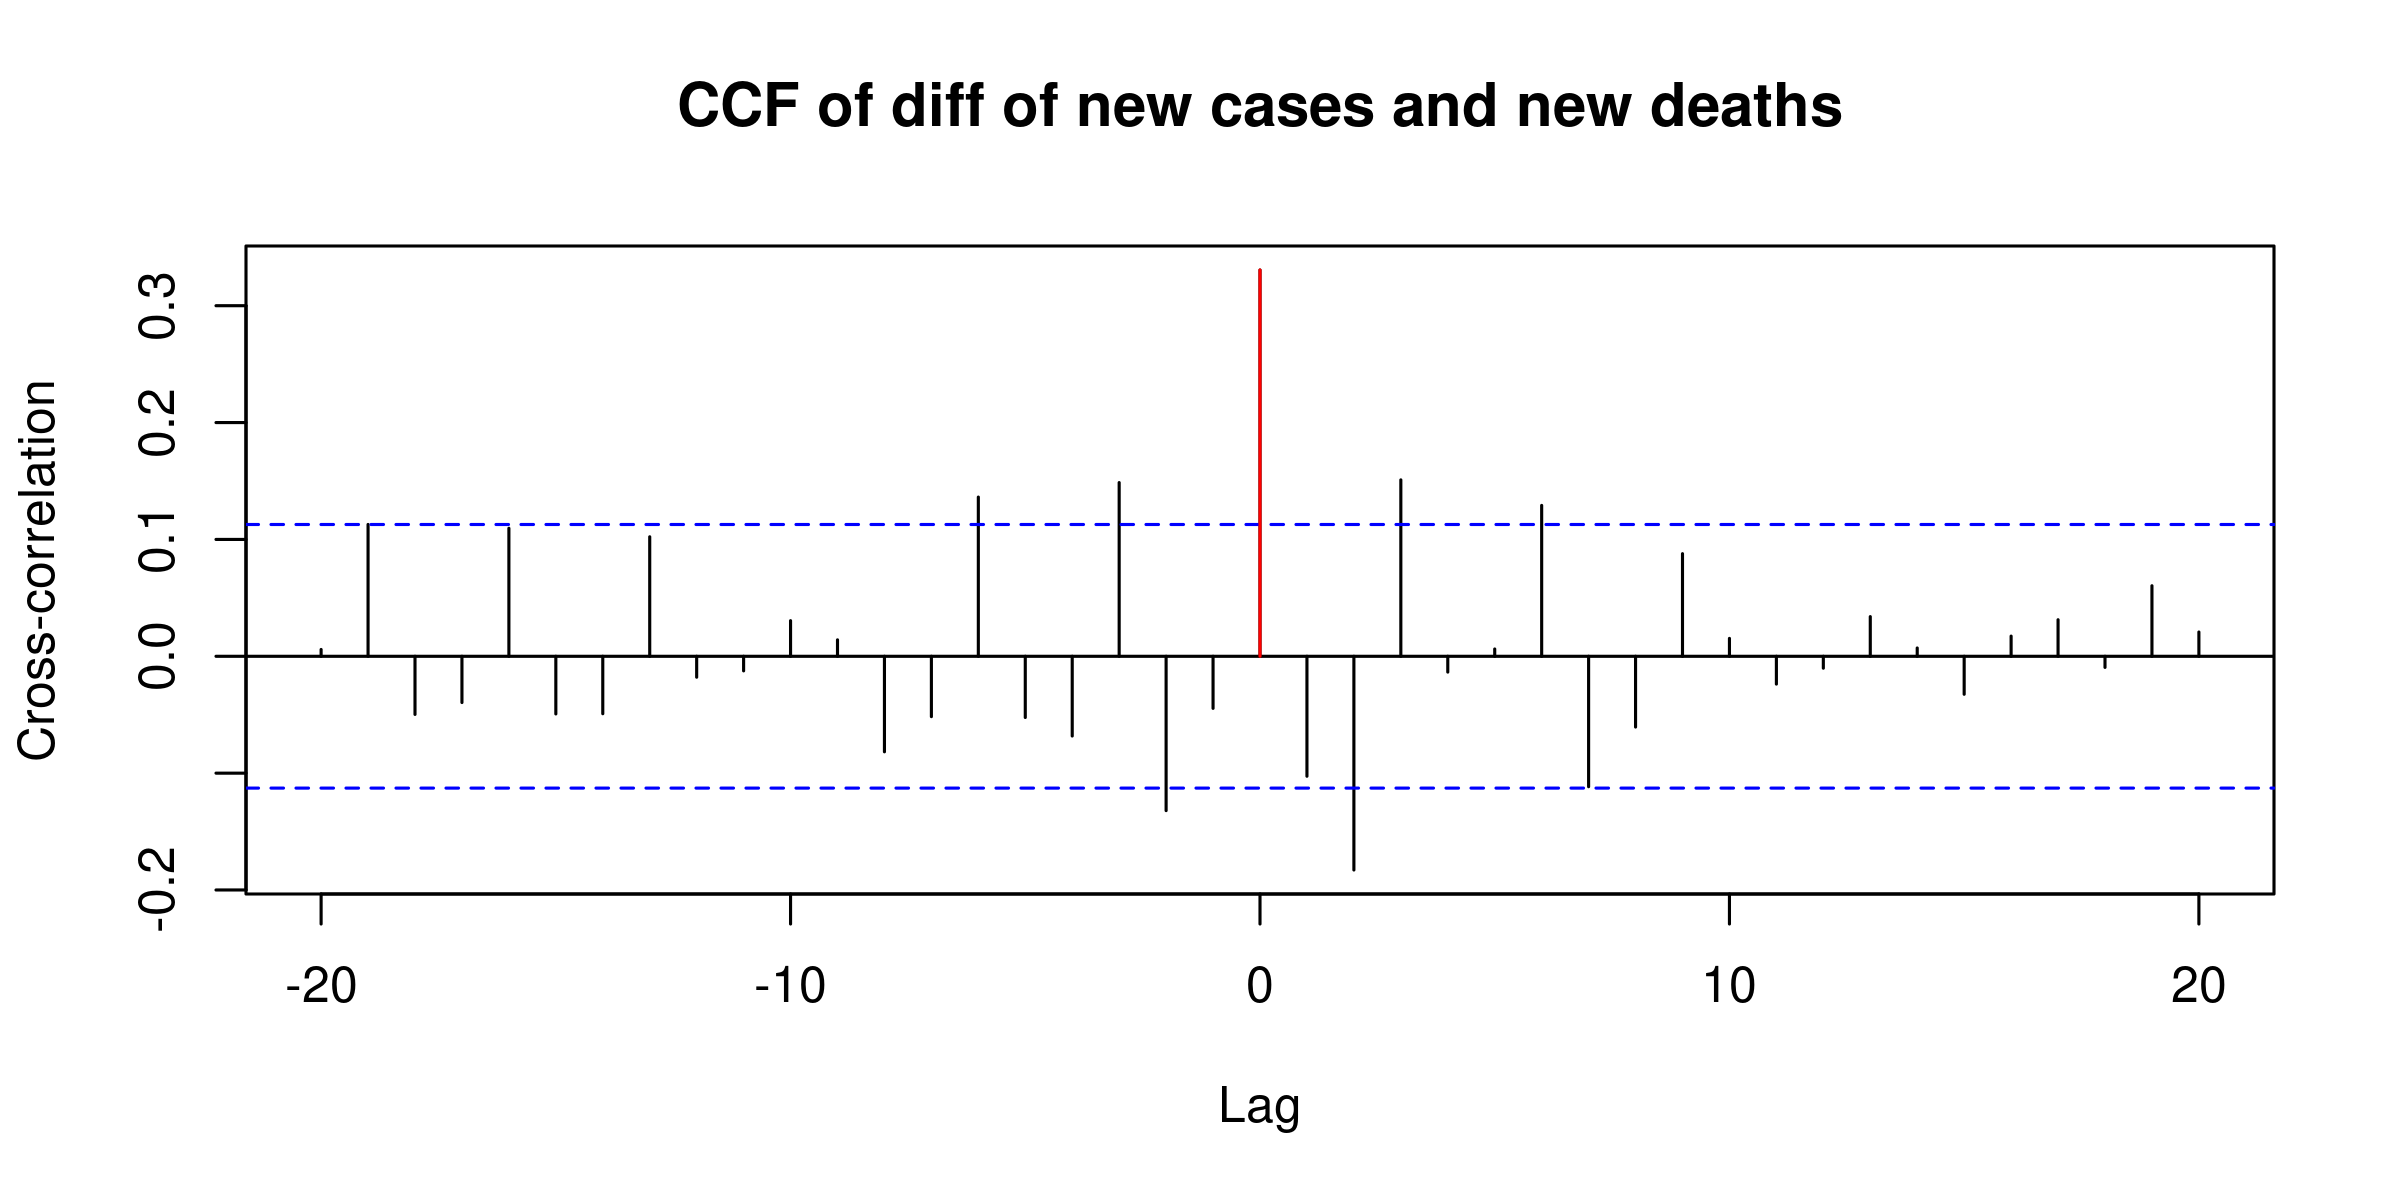 CCF of diff of new cases and new deaths
Cross-correlation
0.3
0.2
0.1
0.0
-0.2
-20 -10 0 10 20
Lag